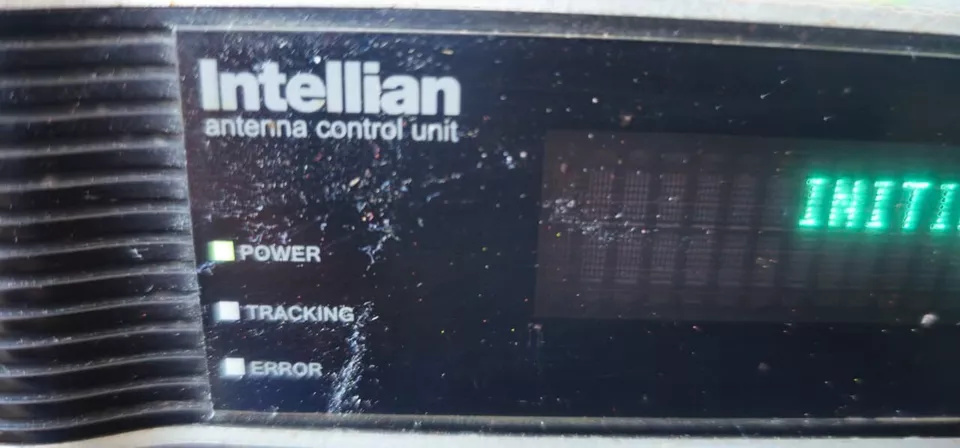 Intellian
antenna control unit
INITI
POWER
TRACKING
ERROR